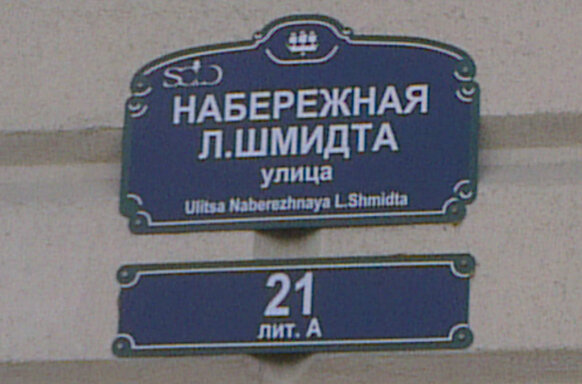 НАБЕРЕЖНАЯ
Л.ШМИДТА
улица
Ulitsa Naberezhnaya L.Shmidta
21
лит. А